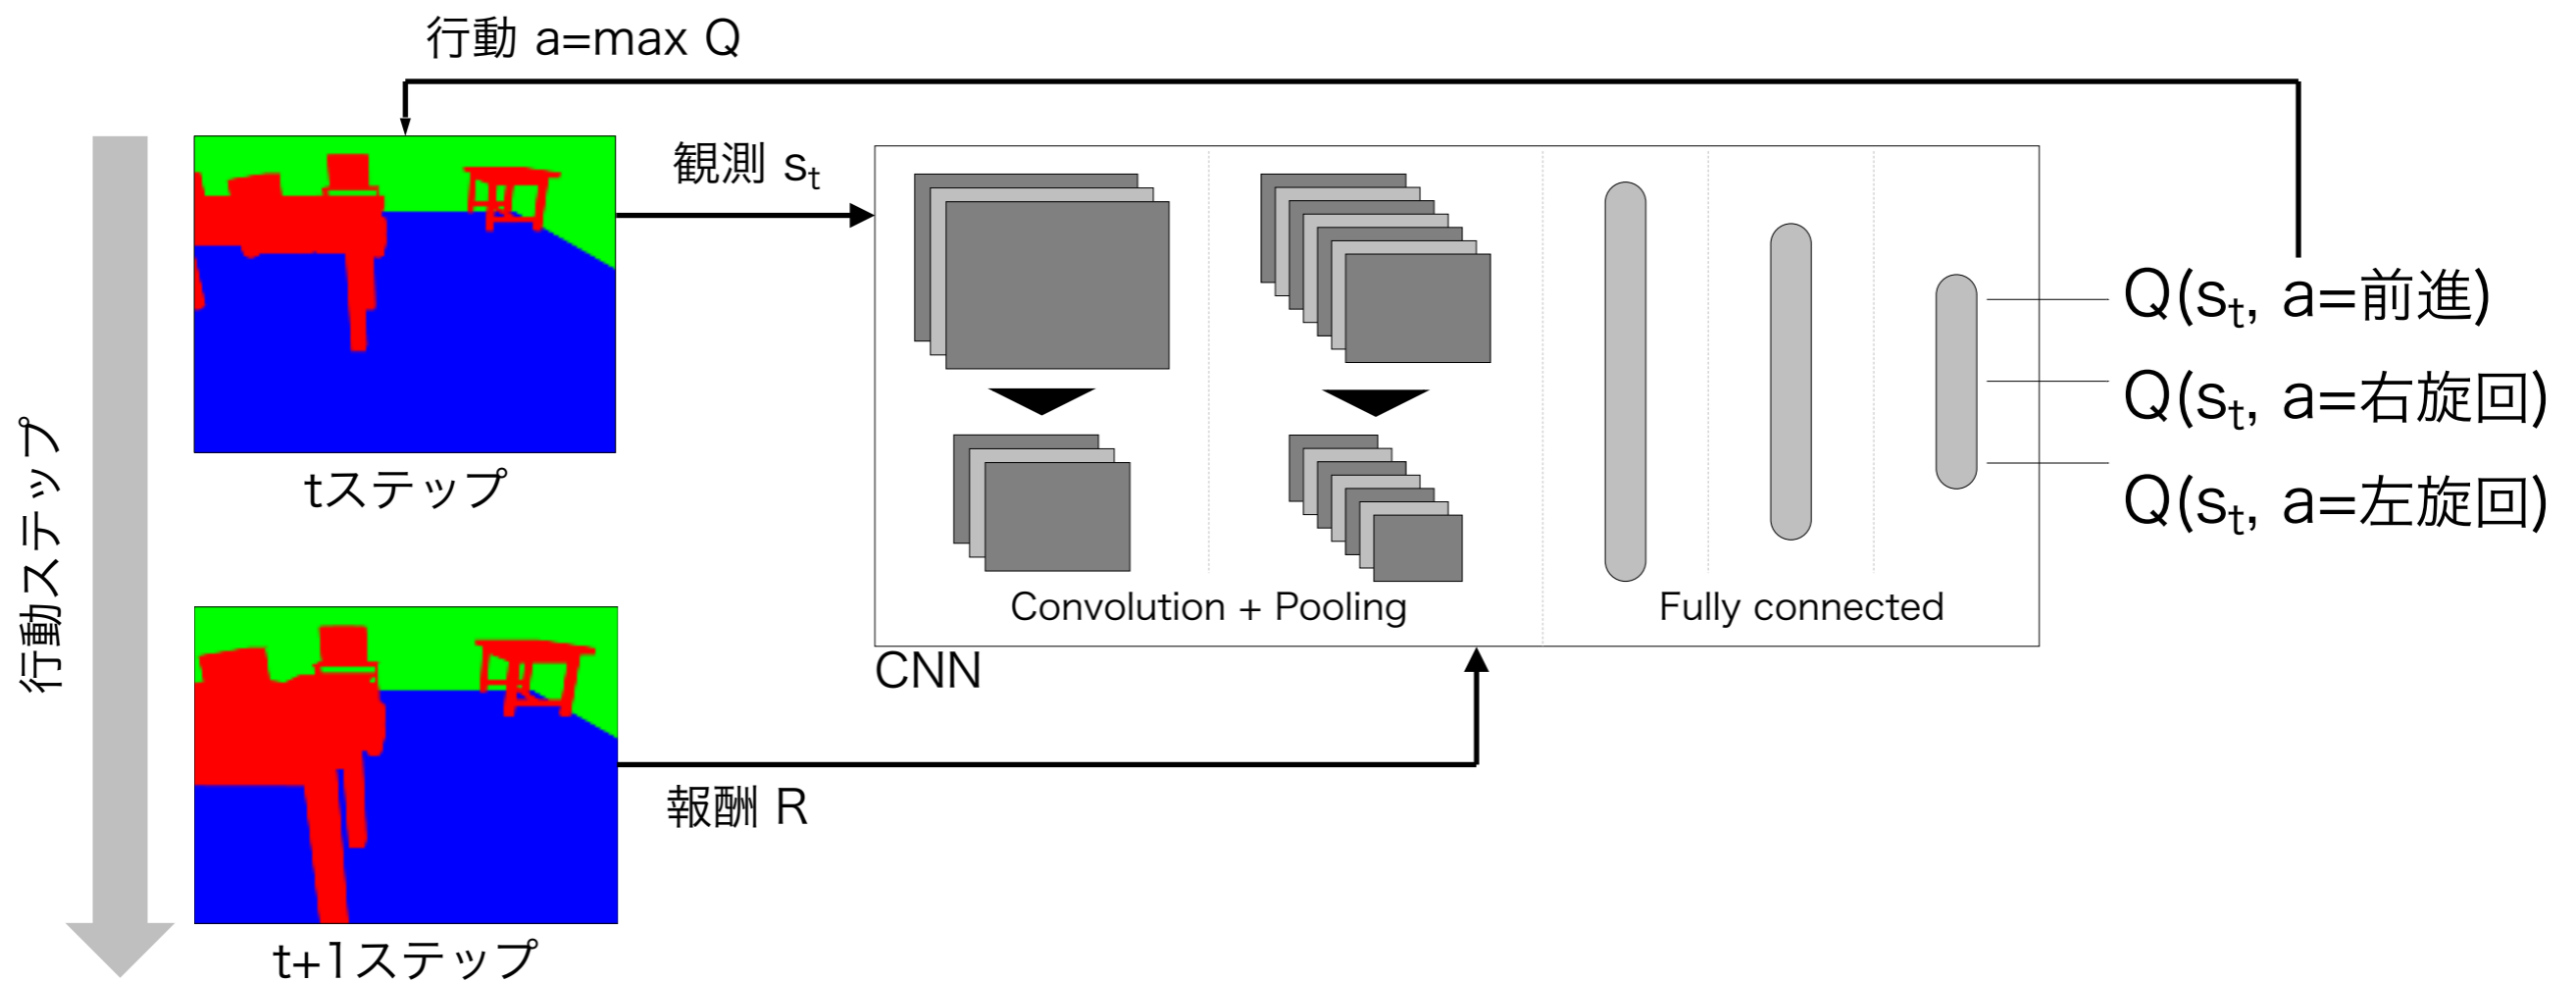 行動 a=max Q
観測 st
行動ステップ
tステップ
Convolution + Pooling
Fully connected
CNN
Q(st, a=前進)
Q(st, a=右旋回)
Q(st, a=左旋回)
報酬 R
t+1ステップ